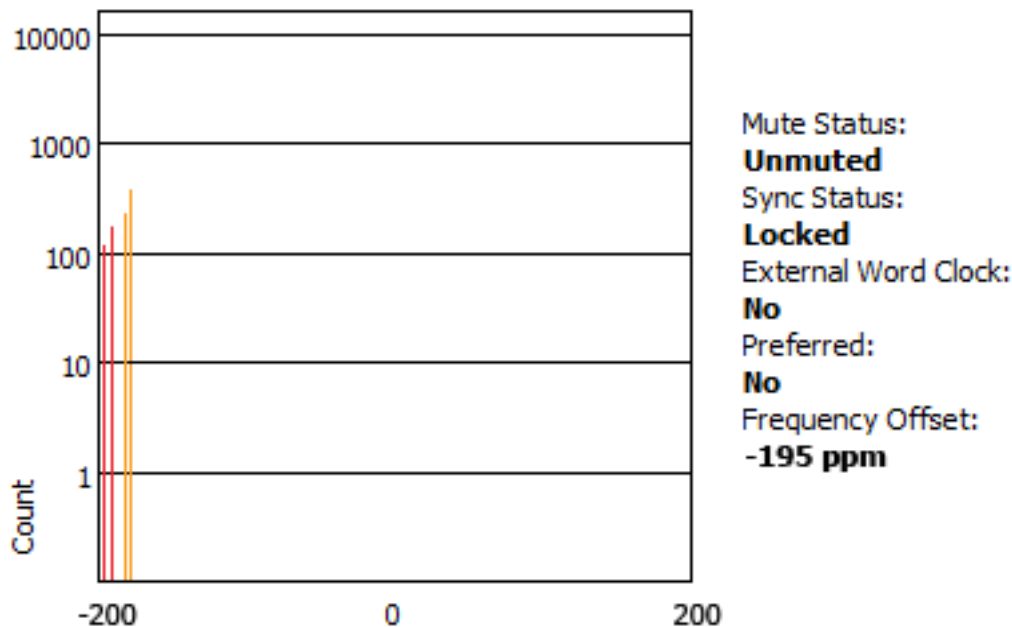 10000
1000
100
10
1
Count
-200
0
200
Mute Status:
Unmuted
Sync Status:
Locked
External Word Clock:
No
Preferred:
No
Frequency Offset:
-195 ppm